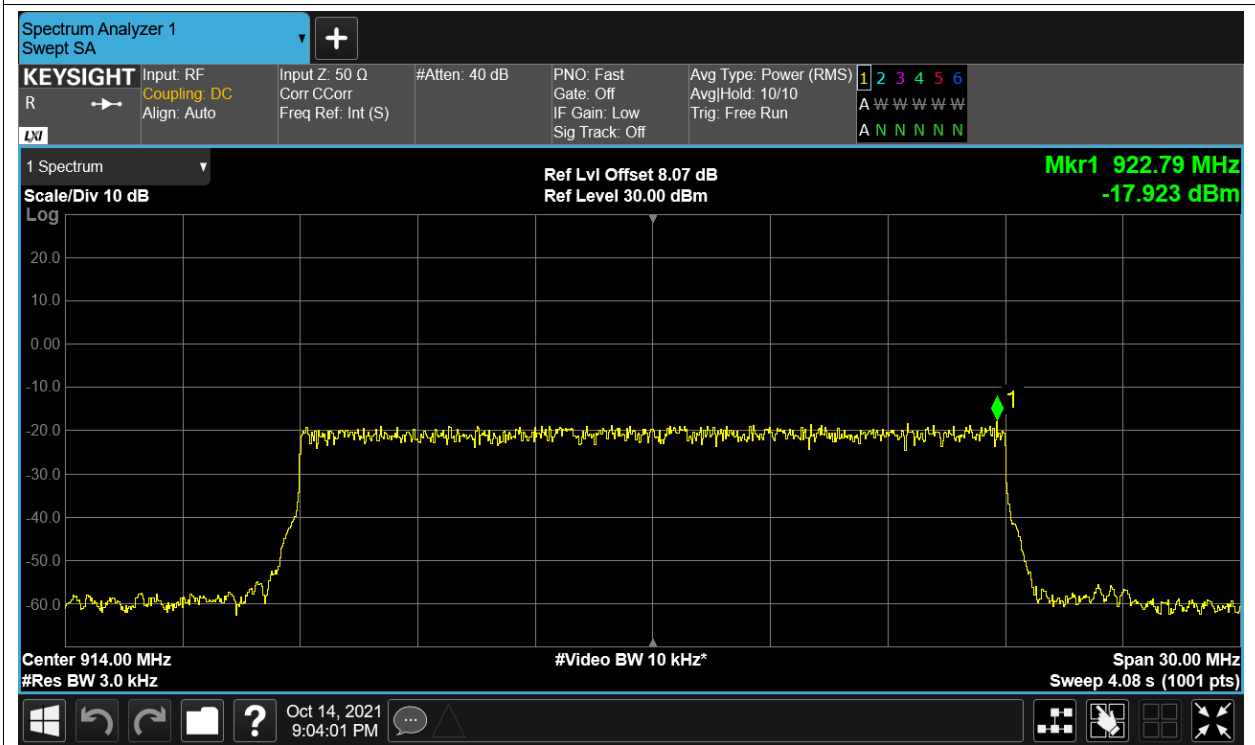 Spectrum Analyzer 1
Swept SA
KEYSIGHT
R
LXI
Input: RF
Coupling: DC
Align: Auto
Input Z: 50 Ω
Corr CCorr
Freq Ref: Int (S)
#Atten: 40 dB
PNO: Fast
Gate: Off
IF Gain: Low
Sig Track: Off
Avg Type: Power (RMS)
Avg|Hold: 10/10
Trig: Free Run
1 2 3 4 5 6
A W W W W W
A N N N N N
1 Spectrum
Scale/Div 10 dB
Log
Ref Lvl Offset 8.07 dB
Ref Level 30.00 dBm
Mkr1 922.79 MHz
-17.923 dBm
20.0
10.0
0.00
-10.0
1
-20.0
-30.0
-40.0
-50.0
-60.0
Center 914.00 MHz
#Res BW 3.0 kHz
#Video BW 10 kHz*
Span 30.00 MHz
Sweep 4.08 s (1001 pts)
?
Oct 14, 2021
9:04:01 PM